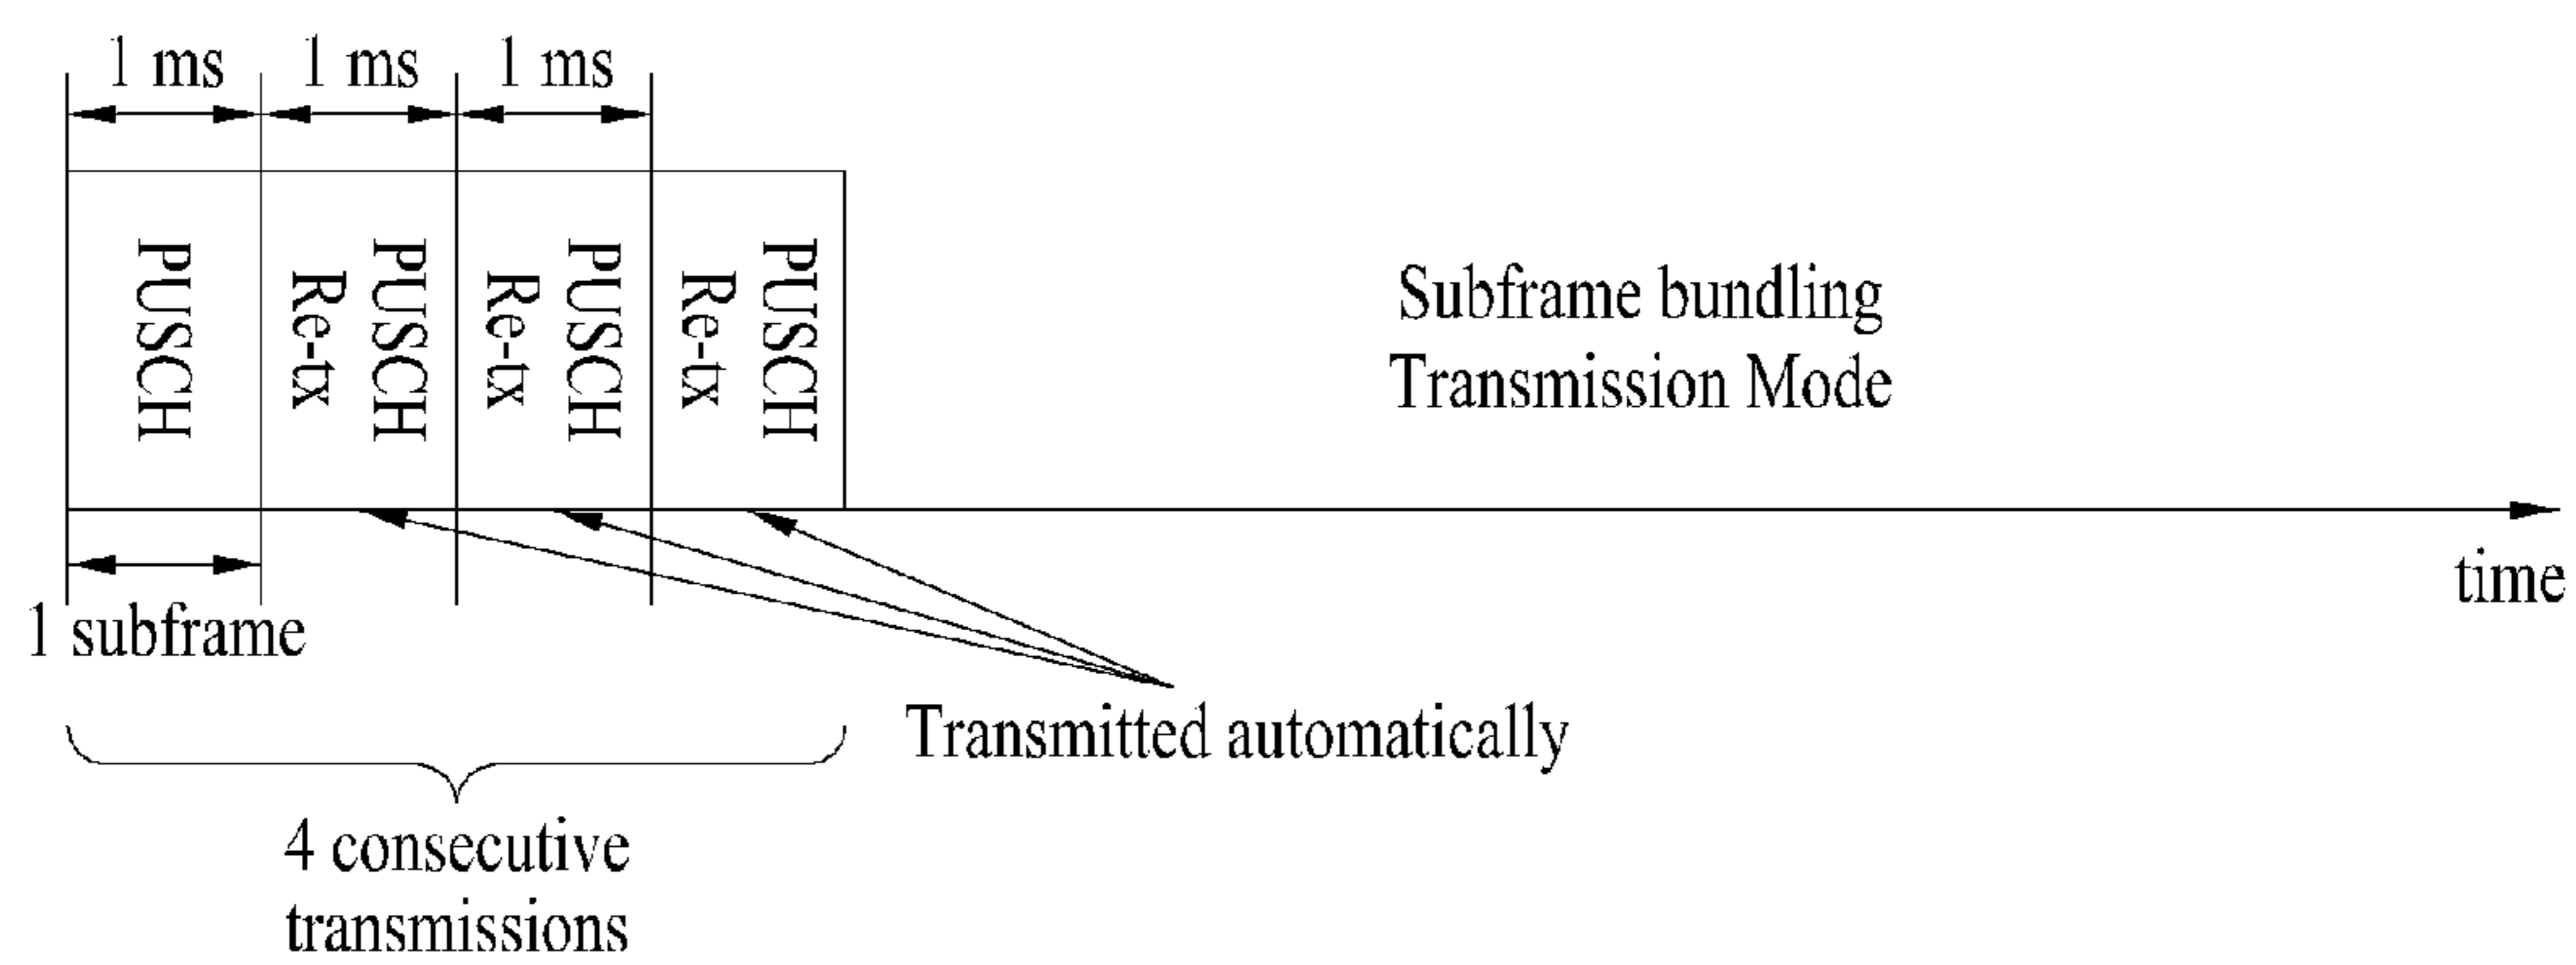 1 ms
1 ms
1 ms
PUSCH
PUSCH
Re-tx
PUSCH
Re-tx
PUSCH
Re-tx
Subframe bundling
Transmission Mode
time
1 subframe
Transmitted automatically
4 consecutive
transmissions